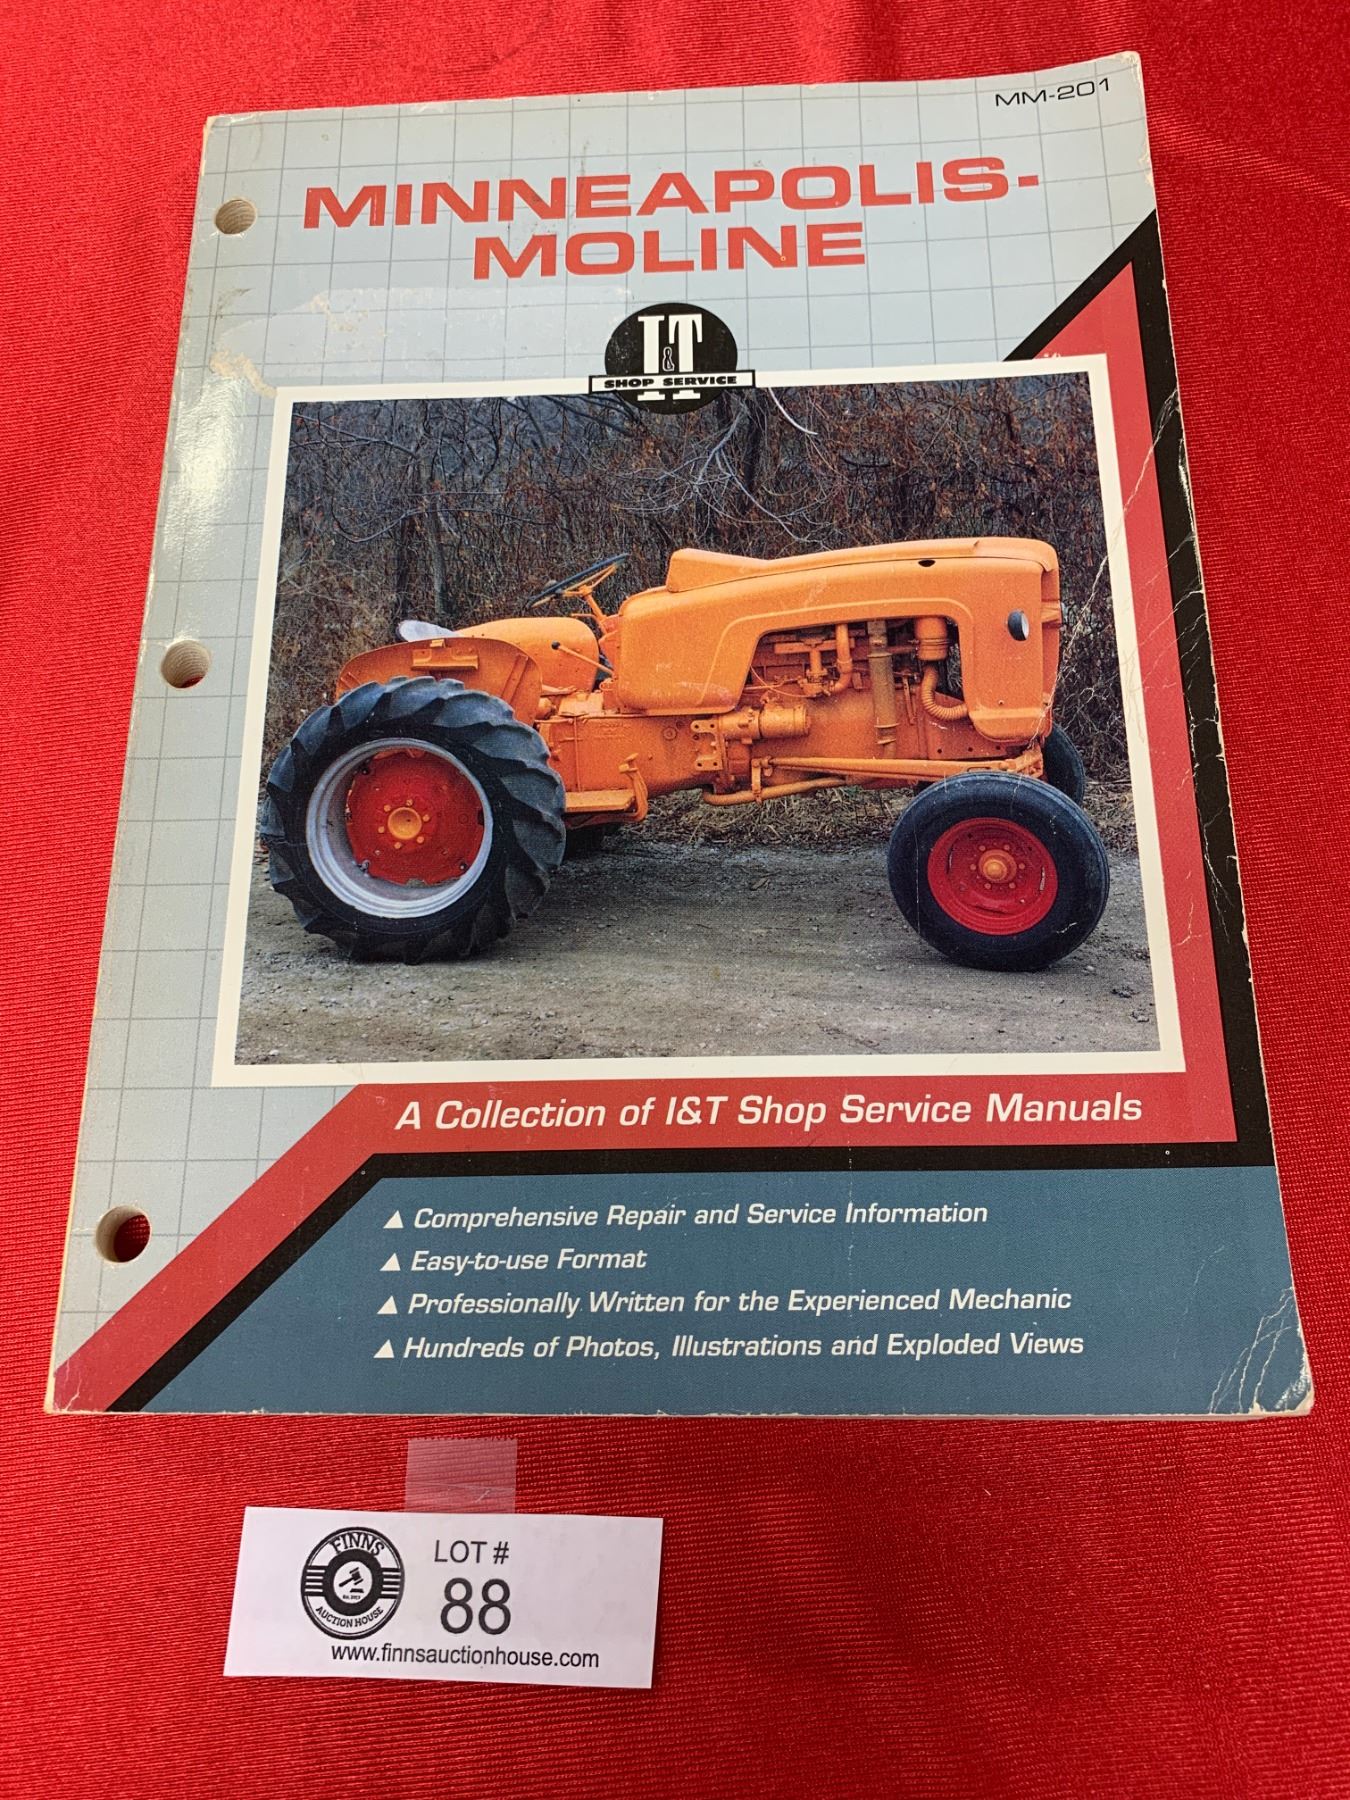 MM-201
MINNEAPOLIS-
MOLINE
I&T
SHOP SERVICE
A Collection of I&T Shop Service Manuals
▲ Comprehensive Repair and Service Information
▲ Easy-to-use Format
▲ Professionally Written for the Experienced Mechanic
▲ Hundreds of Photos, Illustrations and Exploded Views
FINNS
AUCTION HOUSE
LOT #
88
www.finnsauctionhouse.com